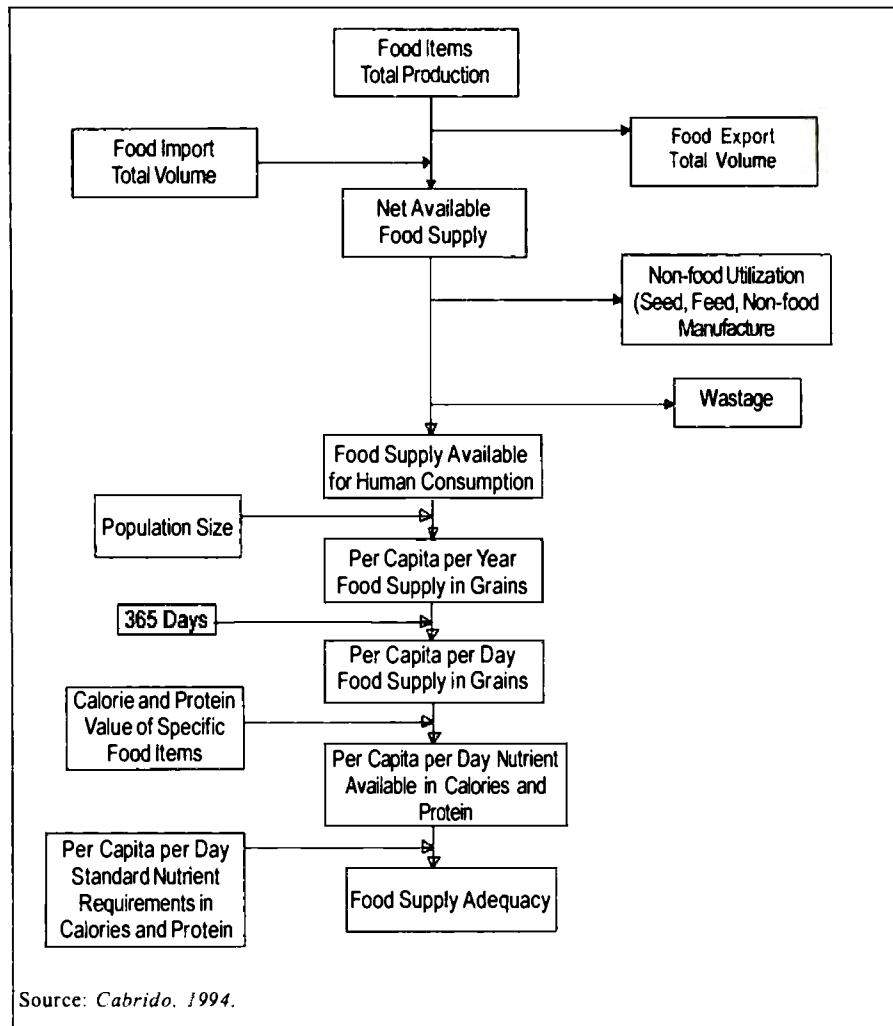 Food Items
Total Production
Food Import
Total Volume
Food Export
Total Volume
Net Available
Food Supply
Non-food Utilization
(Seed, Feed, Non-food
Manufacture
Wastage
Food Supply Available
for Human Consumption
Population Size
Per Capita per Year
Food Supply in Grains
365 Days
Per Capita per Day
Food Supply in Grains
Calorie and Protein
Value of Specific
Food Items
Per Capita per Day Nutrient
Available in Calories and
Protein
Per Capita per Day
Standard Nutrient
Requirements in
Calories and Protein
Food Supply Adequacy
Source: Cabrido, 1994.